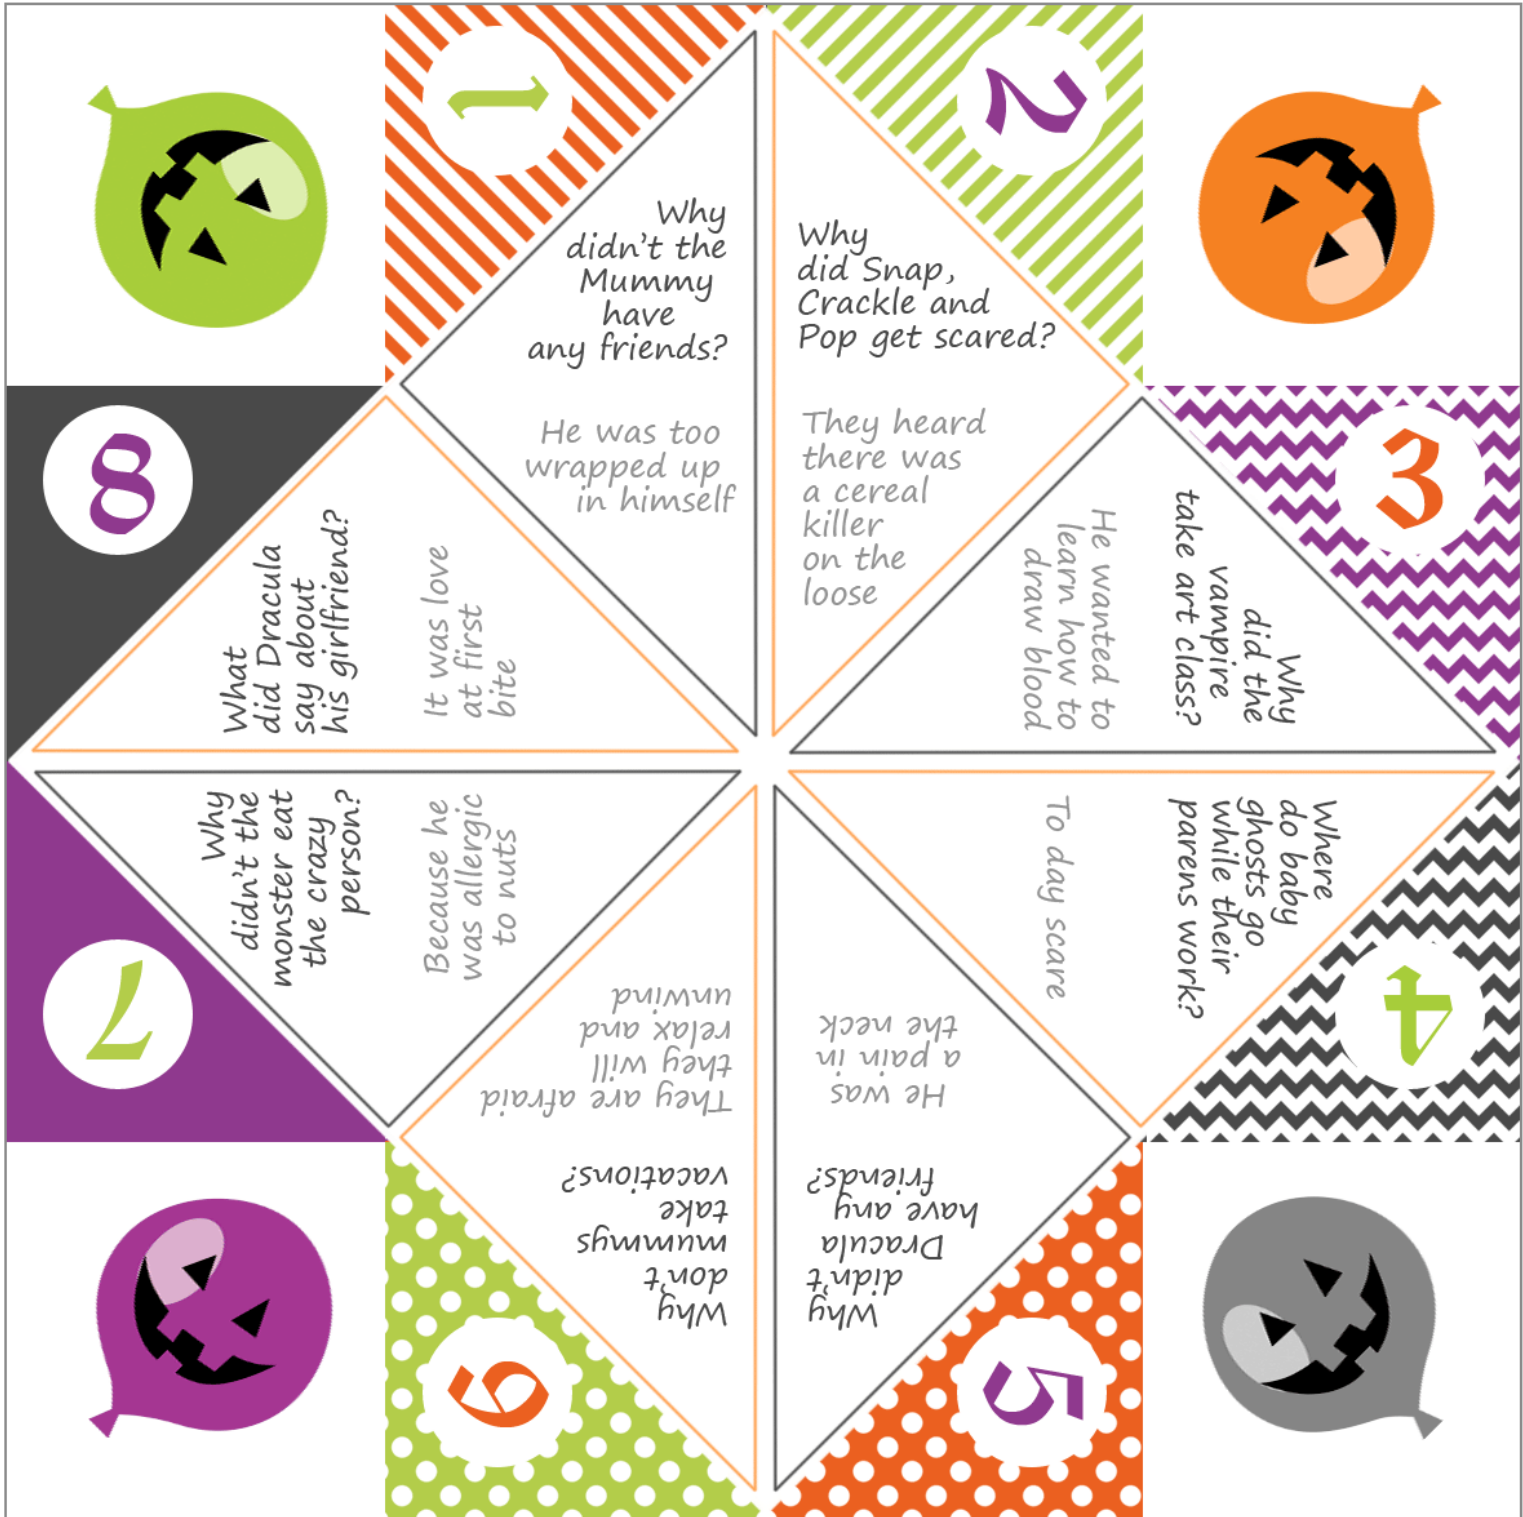 1
Why
didn't the
Mummy
have
any friends?
He was too
wrapped up
in himself
2
Why
did Snap,
Crackle and
Pop get scared?
They heard
there was
a cereal
killer
on the
loose
3
Why
did the
vampire
take art class?
He wanted to
learn how to
draw blood
4
Where
do baby
ghosts go
while their
parens work?
To day scare
5
Why
didn't
Dracula
have any
friends?
He was
a pain in
the neck
6
Why
don't
mummys
take
vacations?
They are afraid
they will
relax and
unwind
7
Why
didn't the
monster eat
the crazy
person?
Because he
was allergic
to nuts
8
What
did Dracula
say about
his girlfriend?
It was love
at first
bite